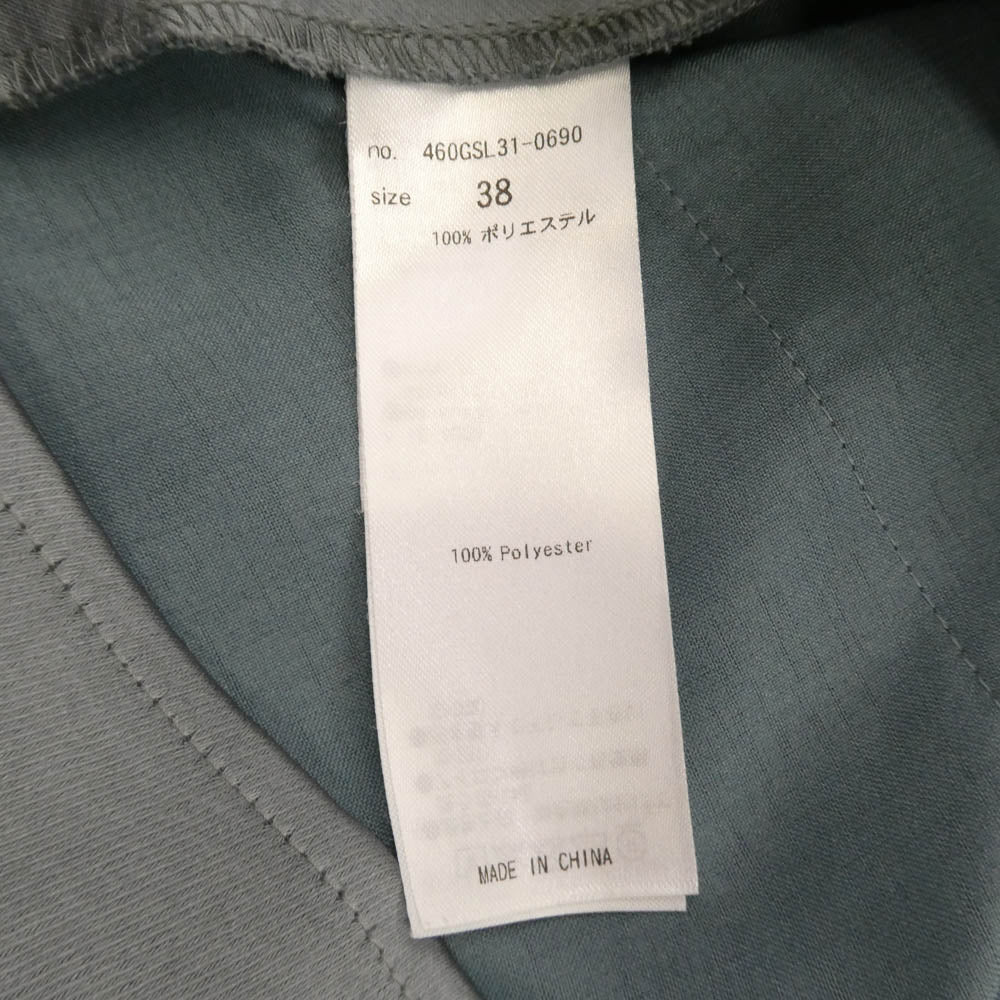 no. 460GSL31-0690
size 38
100% ポリエステル
100% Polyester
MADE IN CHINA